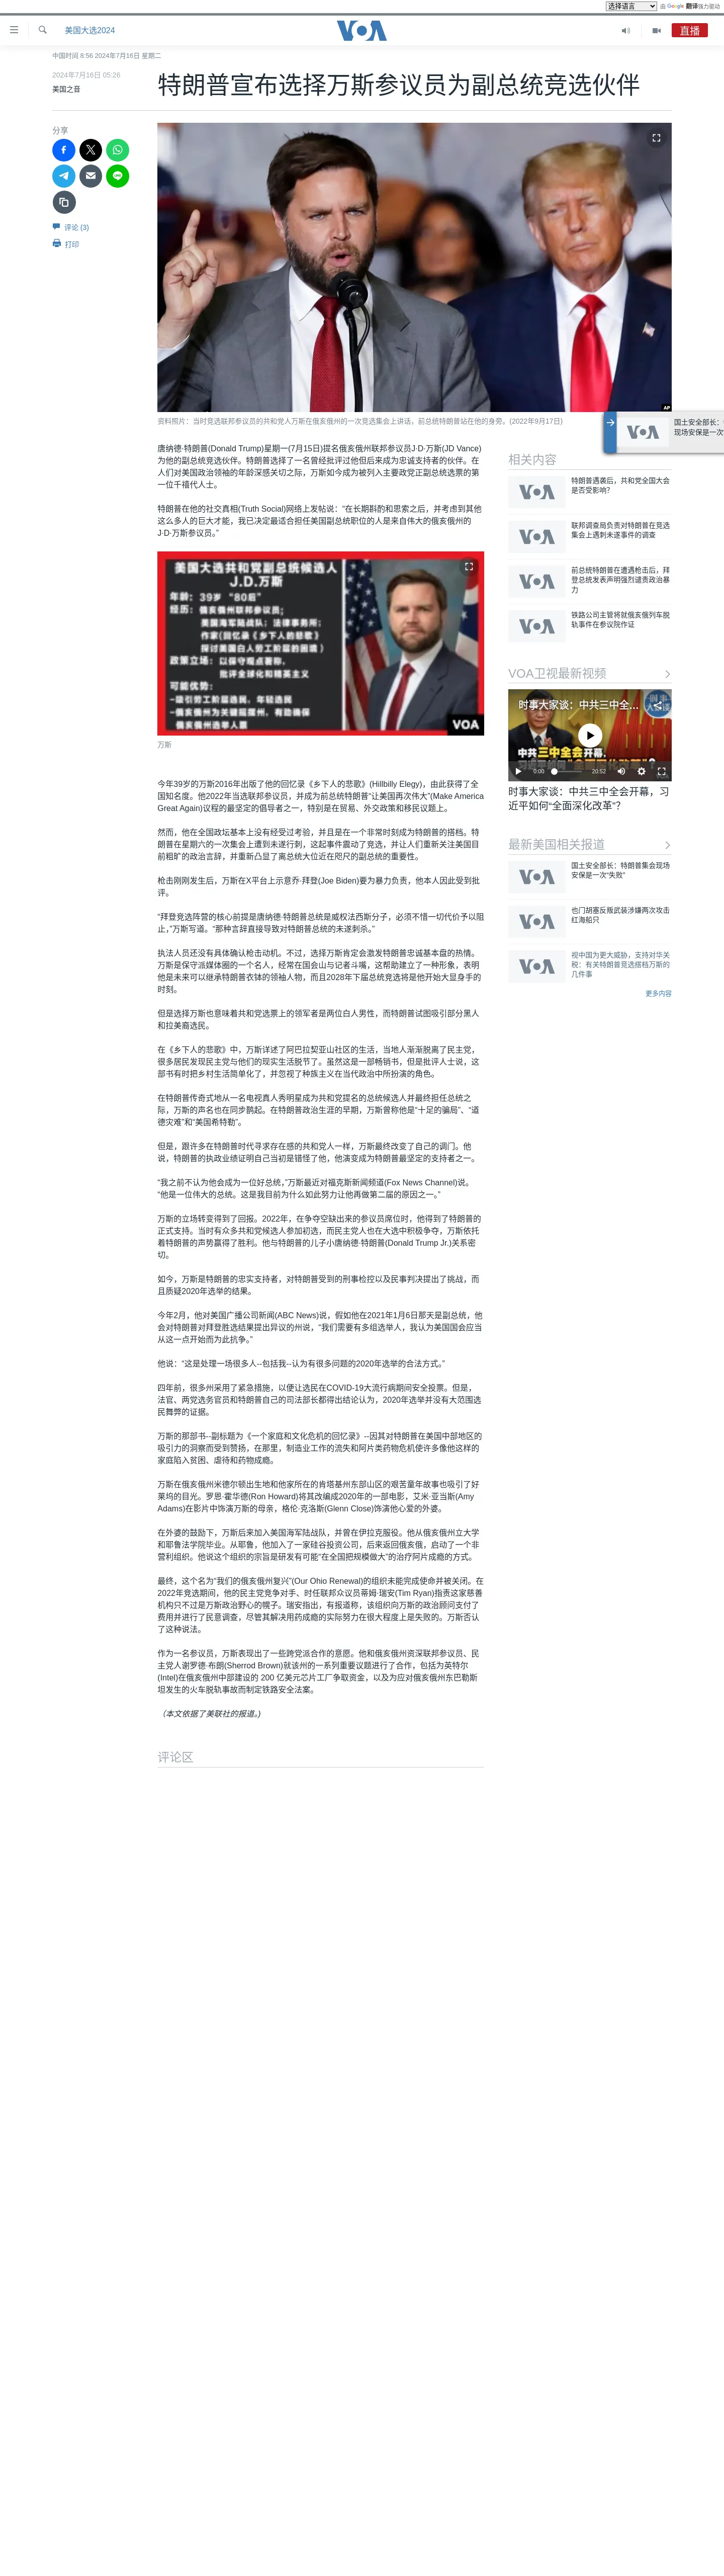 选择语言
由 Google 翻译强力驱动
美国大选2024
VOA
直播
中国时间 8:56 2024年7月16日 星期二
2024年7月16日 05:26
美国之音
特朗普宣布选择万斯参议员为副总统竞选伙伴
分享
评论 (3)
打印
AP
资料照片：当时竞选联邦参议员的共和党人万斯在俄亥俄州的一次竞选集会上讲话，前总统特朗普站在他的身旁。(2022年9月17日)
唐纳德·特朗普(Donald Trump)星期一(7月15日)提名俄亥俄州联邦参议员J·D·万斯(JD Vance)
为他的副总统竞选伙伴。特朗普选择了一名曾经批评过他但后来成为忠诚支持者的伙伴。在
人们对美国政治领袖的年龄深感关切之际，万斯如今成为被列入主要政党正副总统选票的第
一位千禧代人士。
特朗普在他的社交真相(Truth Social)网络上发帖说：“在长期斟酌和思索之后，并考虑到其他
这么多人的巨大才能，我已决定最适合担任美国副总统职位的人是来自伟大的俄亥俄州的
J·D·万斯参议员。”
美国大选共和党副总统候选人
J.D.万斯
年龄：39岁 “80后”
经历：俄亥俄州联邦参议员；
美国海军陆战队；法律事务所；
作家(回忆录《乡下人的悲歌》
探讨美国白人劳工阶层的困境）
政策立场：以保守观点著称，
批评全球化和精英主义
可能优势：
吸引劳工阶级选民、年轻选民
俄亥俄州为关键摇摆州，有助确保
俄亥俄州选举人票
VOA
万斯
今年39岁的万斯2016年出版了他的回忆录《乡下人的悲歌》(Hillbilly Elegy)，由此获得了全
国知名度。他2022年当选联邦参议员，并成为前总统特朗普“让美国再次伟大”(Make America
Great Again)议程的最坚定的倡导者之一，特别是在贸易、外交政策和移民议题上。
然而，他在全国政坛基本上没有经受过考验，并且是在一个非常时刻成为特朗普的搭档。特
朗普在星期六的一次集会上遭到未遂行刺，这起事件震动了竞选，并让人们重新关注美国目
前粗旷的政治言辞，并重新凸显了离总统大位近在咫尺的副总统的重要性。
枪击刚刚发生后，万斯在X平台上示意乔·拜登(Joe Biden)要为暴力负责，他本人因此受到批
评。
“拜登竞选阵营的核心前提是唐纳德·特朗普总统是威权法西斯分子，必须不惜一切代价予以阻
止，”万斯写道。“那种言辞直接导致了对特朗普总统的未遂刺杀。”
执法人员还没有具体确认枪击动机。不过，选择万斯肯定会激发特朗普忠诚基本盘的热情。
万斯是保守派媒体圈的一个名人，经常在国会山与记者斗嘴，这帮助建立了一种形象，表明
他是未来可以继承特朗普衣钵的领袖人物，而且2028年下届总统竞选将是他开始大显身手的
时刻。
但是选择万斯也意味着共和党选票上的领军者是两位白人男性，而特朗普试图吸引部分黑人
和拉美裔选民。
在《乡下人的悲歌》中，万斯详述了阿巴拉契亚山社区的生活，当地人渐渐脱离了民主党，
很多居民发现民主党与他们的现实生活脱节了。虽然这是一部畅销书，但是批评人士说，这
部书有时把乡村生活简单化了，并忽视了种族主义在当代政治中所扮演的角色。
在特朗普传奇式地从一名电视真人秀明星成为共和党提名的总统候选人并最终担任总统之
际，万斯的声名也在同步鹊起。在特朗普政治生涯的早期，万斯曾称他是“十足的骗局”、“道
德灾难”和“美国希特勒”。
但是，跟许多在特朗普时代寻求存在感的共和党人一样，万斯最终改变了自己的调门。他
说，特朗普的执政业绩证明自己当初是错怪了他，他演变成为特朗普最坚定的支持者之一。
“我之前不认为他会成为一位好总统，”万斯最近对福克斯新闻频道(Fox News Channel)说。
“他是一位伟大的总统。这是我目前为什么如此努力让他再做第二届的原因之一。”
万斯的立场转变得到了回报。2022年，在争夺空缺出来的参议员席位时，他得到了特朗普的
正式支持。当时有众多共和党候选人参加初选，而民主党人也在大选中积极争夺，万斯依托
着特朗普的声势赢得了胜利。他与特朗普的儿子小唐纳德·特朗普(Donald Trump Jr.)关系密
切。
如今，万斯是特朗普的忠实支持者，对特朗普受到的刑事检控以及民事判决提出了挑战，而
且质疑2020年选举的结果。
今年2月，他对美国广播公司新闻(ABC News)说，假如他在2021年1月6日那天是副总统，他
会对特朗普对拜登胜选结果提出异议的州说，“我们需要有多组选举人，我认为美国国会应当
从这一点开始而为此抗争。”
他说：“这是处理一场很多人--包括我--认为有很多问题的2020年选举的合法方式。”
四年前，很多州采用了紧急措施，以便让选民在COVID-19大流行病期间安全投票。但是，
法官、两党选务官员和特朗普自己的司法部长都得出结论认为，2020年选举并没有大范围选
民舞弊的证据。
万斯的那部书--副标题为《一个家庭和文化危机的回忆录》--因其对特朗普在美国中部地区的
吸引力的洞察而受到赞扬，在那里，制造业工作的流失和阿片类药物危机使许多像他这样的
家庭陷入贫困、虐待和药物成瘾。
万斯在俄亥俄州米德尔顿出生地和他家所在的肯塔基州东部山区的艰苦童年故事也吸引了好
莱坞的目光。罗恩·霍华德(Ron Howard)将其改编成2020年的一部电影，艾米·亚当斯(Amy
Adams)在影片中饰演万斯的母亲，格伦·克洛斯(Glenn Close)饰演他心爱的外婆。
在外婆的鼓励下，万斯后来加入美国海军陆战队，并曾在伊拉克服役。他从俄亥俄州立大学
和耶鲁法学院毕业。从耶鲁，他加入了一家硅谷投资公司，后来返回俄亥俄，启动了一个非
营利组织。他说这个组织的宗旨是研发有可能“在全国把规模做大”的治疗阿片成瘾的方式。
最终，这个名为“我们的俄亥俄州复兴”(Our Ohio Renewal)的组织未能完成使命并被关闭。在
2022年竞选期间，他的民主党竞争对手、时任联邦众议员蒂姆·瑞安(Tim Ryan)指责这家慈善
机构只不过是万斯政治野心的幌子。瑞安指出，有报道称，该组织向万斯的政治顾问支付了
费用并进行了民意调查，尽管其解决用药成瘾的实际努力在很大程度上是失败的。万斯否认
了这种说法。
作为一名参议员，万斯表现出了一些跨党派合作的意愿。他和俄亥俄州资深联邦参议员、民
主党人谢罗德·布朗(Sherrod Brown)就该州的一系列重要议题进行了合作，包括为英特尔
(Intel)在俄亥俄州中部建设的 200 亿美元芯片工厂争取资金，以及为应对俄亥俄州东巴勒斯
坦发生的火车脱轨事故而制定铁路安全法案。
（本文依据了美联社的报道。)
评论区
VOA
国土安全部长：
现场安保是一次
相关内容
VOA
特朗普遇袭后，共和党全国大会
是否受影响？
VOA
联邦调查局负责对特朗普在竞选
集会上遇刺未遂事件的调查
VOA
前总统特朗普在遭遇枪击后，拜
登总统发表声明强烈谴责政治暴
力
VOA
铁路公司主管将就俄亥俄列车脱
轨事件在参议院作证
VOA卫视最新视频
时事大家谈：中共三中全...
中共三中全会开幕，
0:00
20:52
时事大家谈：中共三中全会开幕，习
近平如何“全面深化改革”？
最新美国相关报道
VOA
国土安全部长：特朗普集会现场
安保是一次“失败”
VOA
也门胡塞反叛武装涉嫌两次攻击
红海船只
VOA
视中国为更大威胁，支持对华关
税：有关特朗普竞选搭档万斯的
几件事
更多内容